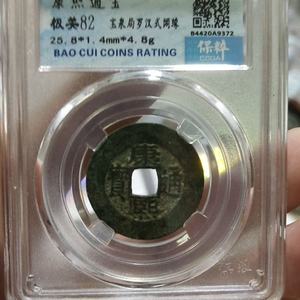 康熙通宝
极美82 宝泉局罗汉式阔缘
25.8*1.4mm*4.8g
BAO CUI COINS RATING
B4420A9372
保粹
康熙通寶